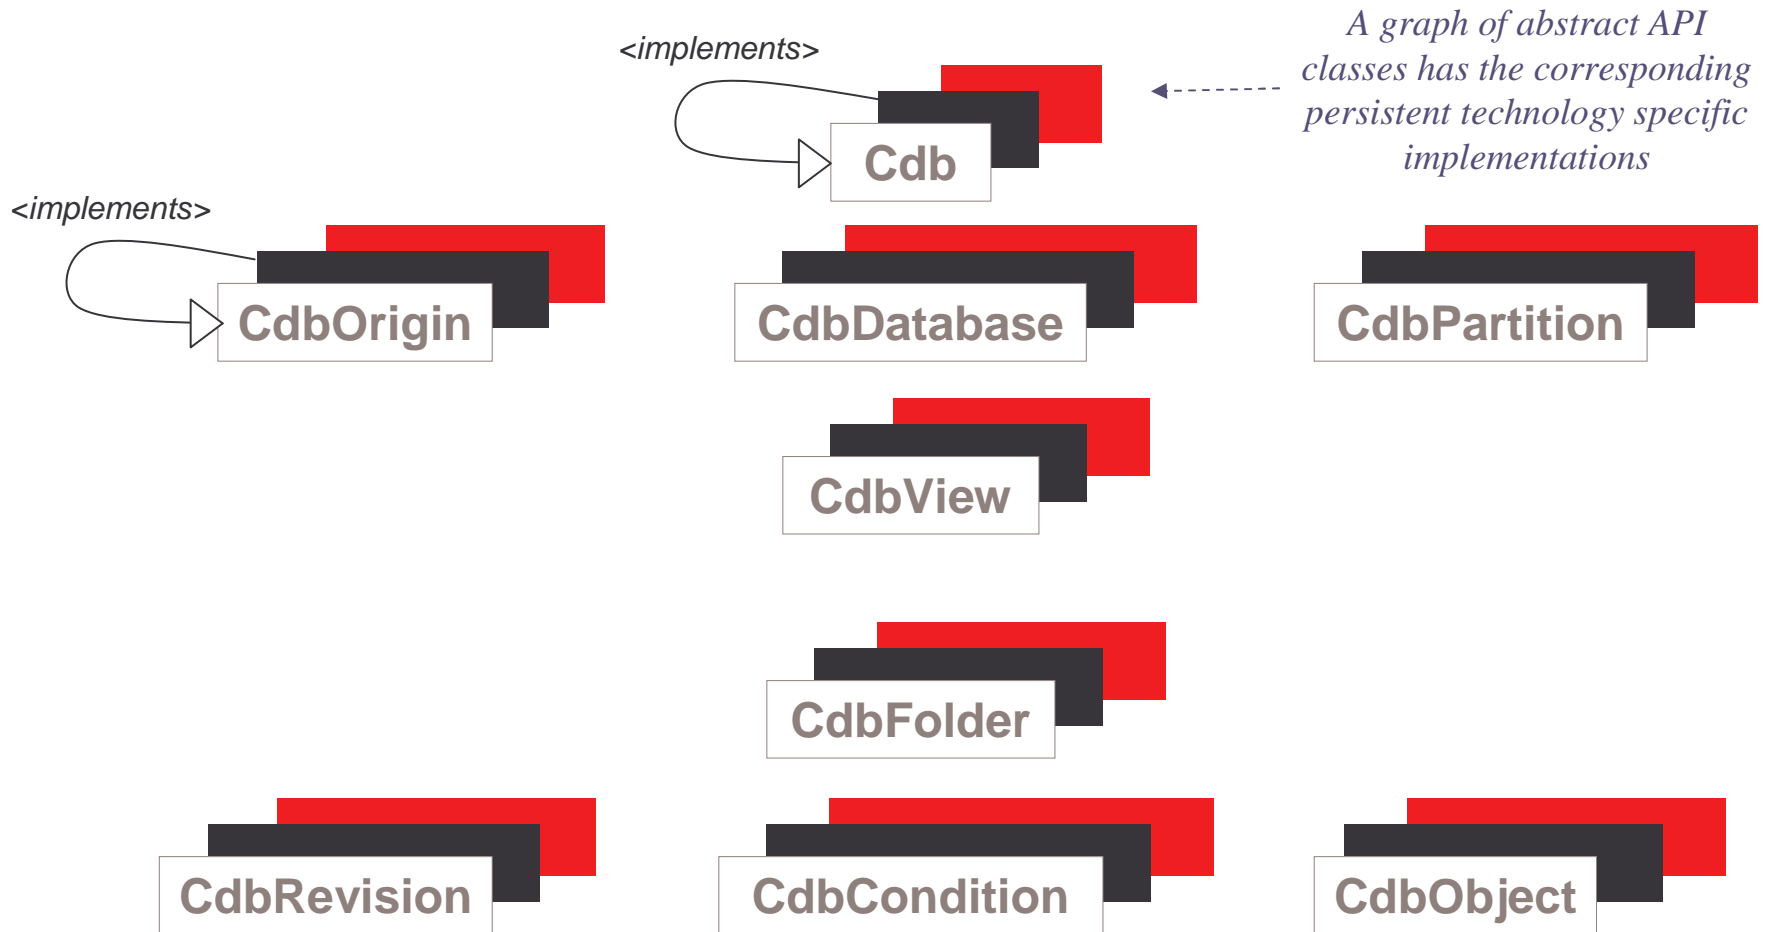 <implements>
A graph of abstract API
classes has the corresponding
persistent technology specific
implementations
Cdb
<implements>
CdbOrigin
CdbDatabase
CdbPartition
CdbView
CdbFolder
CdbRevision
CdbCondition
CdbObject